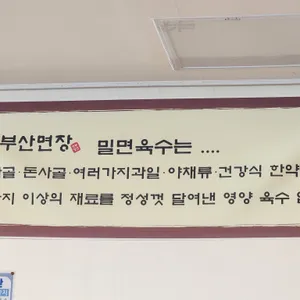 부산면장 밀면육수는 ....
골·돈사골·여러가지과일·야채류·건강식 한약
지 이상의 재료를 정성껏 달여낸 영양 육수